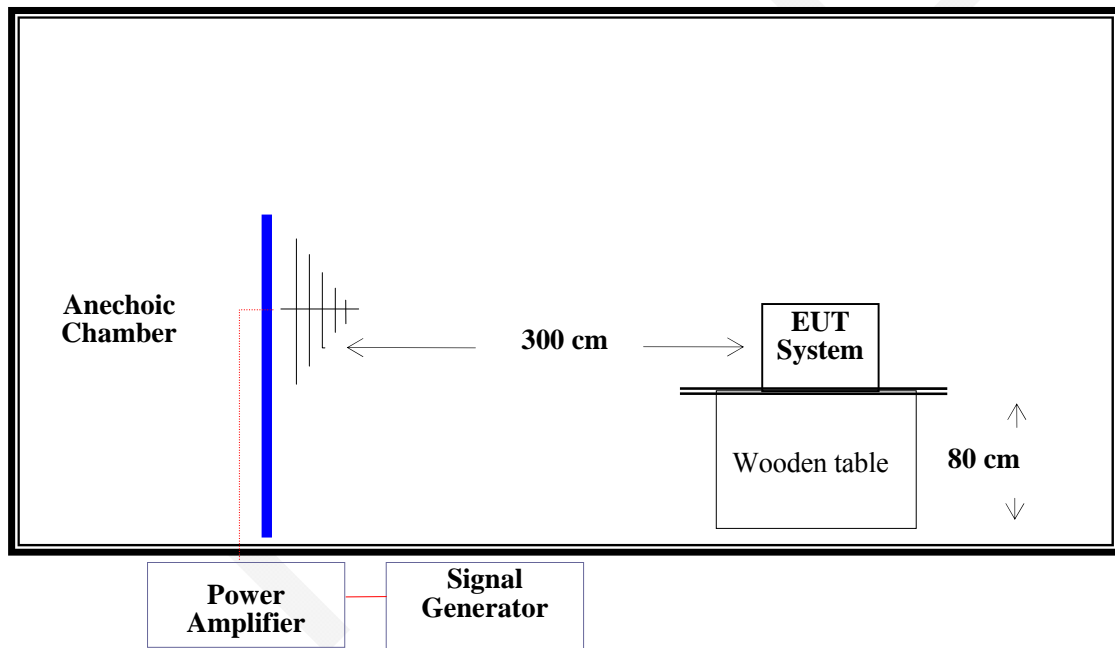 Anechoic
Chamber
300 cm
EUT
System
Wooden table
80 cm
Power
Amplifier
Signal
Generator